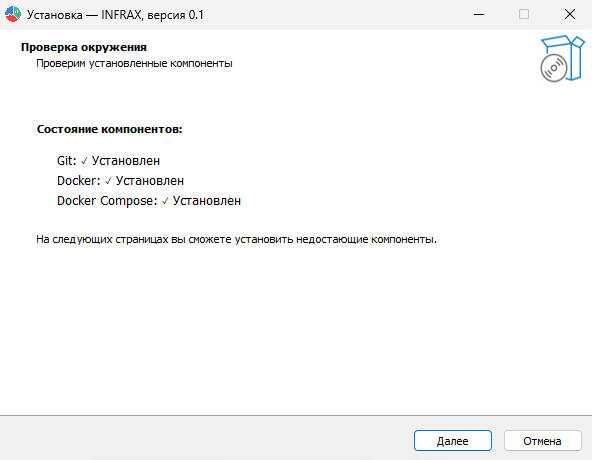 Установка — INFRAX, версия 0.1
Проверка окружения
Проверим установленные компоненты
Состояние компонентов:
Git: ✓ Установлен
Docker: ✓ Установлен
Docker Compose: ✓ Установлен
На следующих страницах вы сможете установить недостающие компоненты.
Далее
Отмена